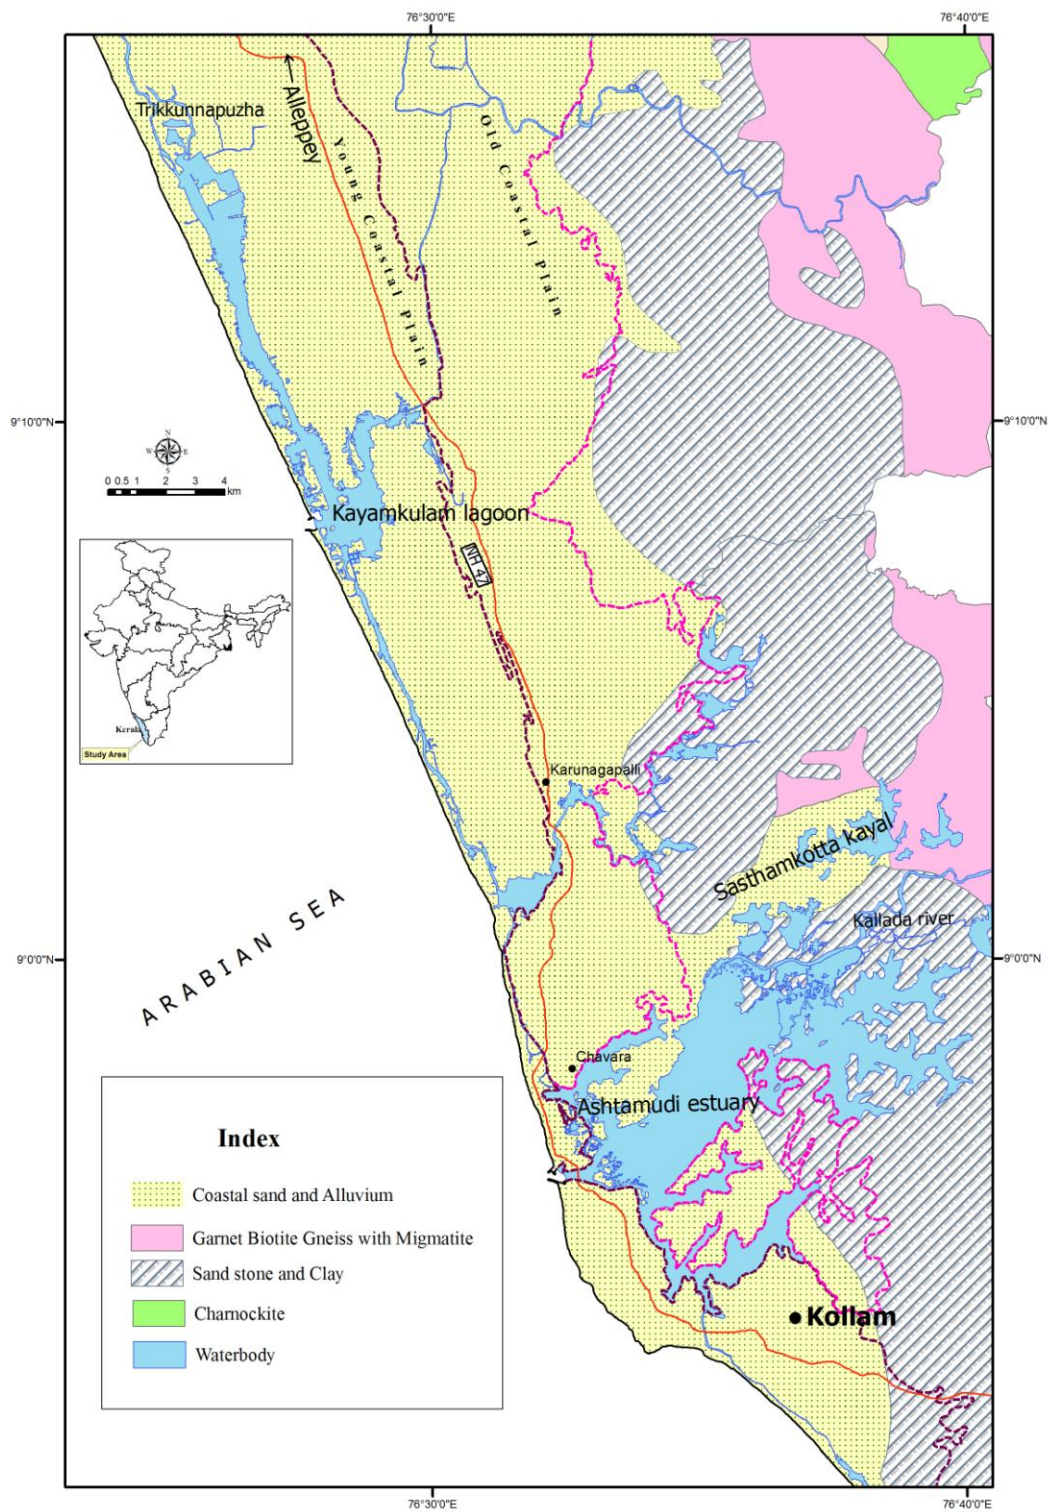 76°30'0"E
76°40'0"E
Trikkunnapuzha
Alleppey
Young Coastal Plain
Old Coastal Plain
9°10'0"N
9°10'0"N
N
W E
S
0 0.5 1 2 3 4
km
Kayamkulam lagoon
NH 47
Kerala
Study Area
Karunagapalli
Sasthamkotta kayal
Kallada river
ARABIAN SEA
9°0'0"N
9°0'0"N
Chavara
Ashtamudi estuary
Index
Coastal sand and Alluvium
Garnet Biotite Gneiss with Migmatite
Sand stone and Clay
Charnockite
Waterbody
Kollam
76°30'0"E
76°40'0"E